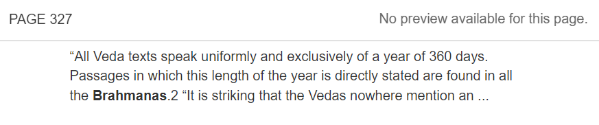 PAGE 327
No preview available for this page.
“All Veda texts speak uniformly and exclusively of a year of 360 days.
Passages in which this length of the year is directly stated are found in all
the Brahmanas.2 “It is striking that the Vedas nowhere mention an ...